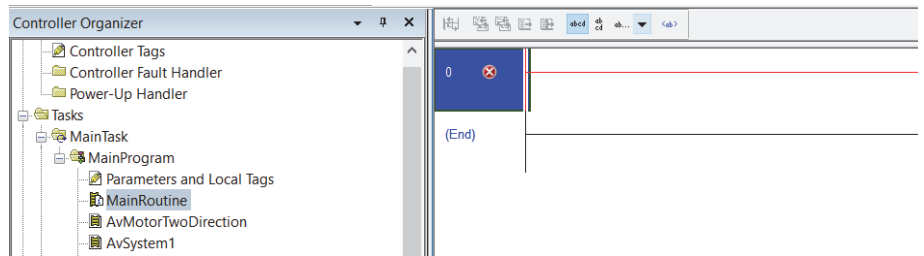 Controller Organizer
Controller Tags
Controller Fault Handler
Power-Up Handler
Tasks
MainTask
MainProgram
Parameters and Local Tags
MainRoutine
AvMotorTwoDirection
AvSystem1
abcd
ab
cd
ab...
<ab>
0
(End)